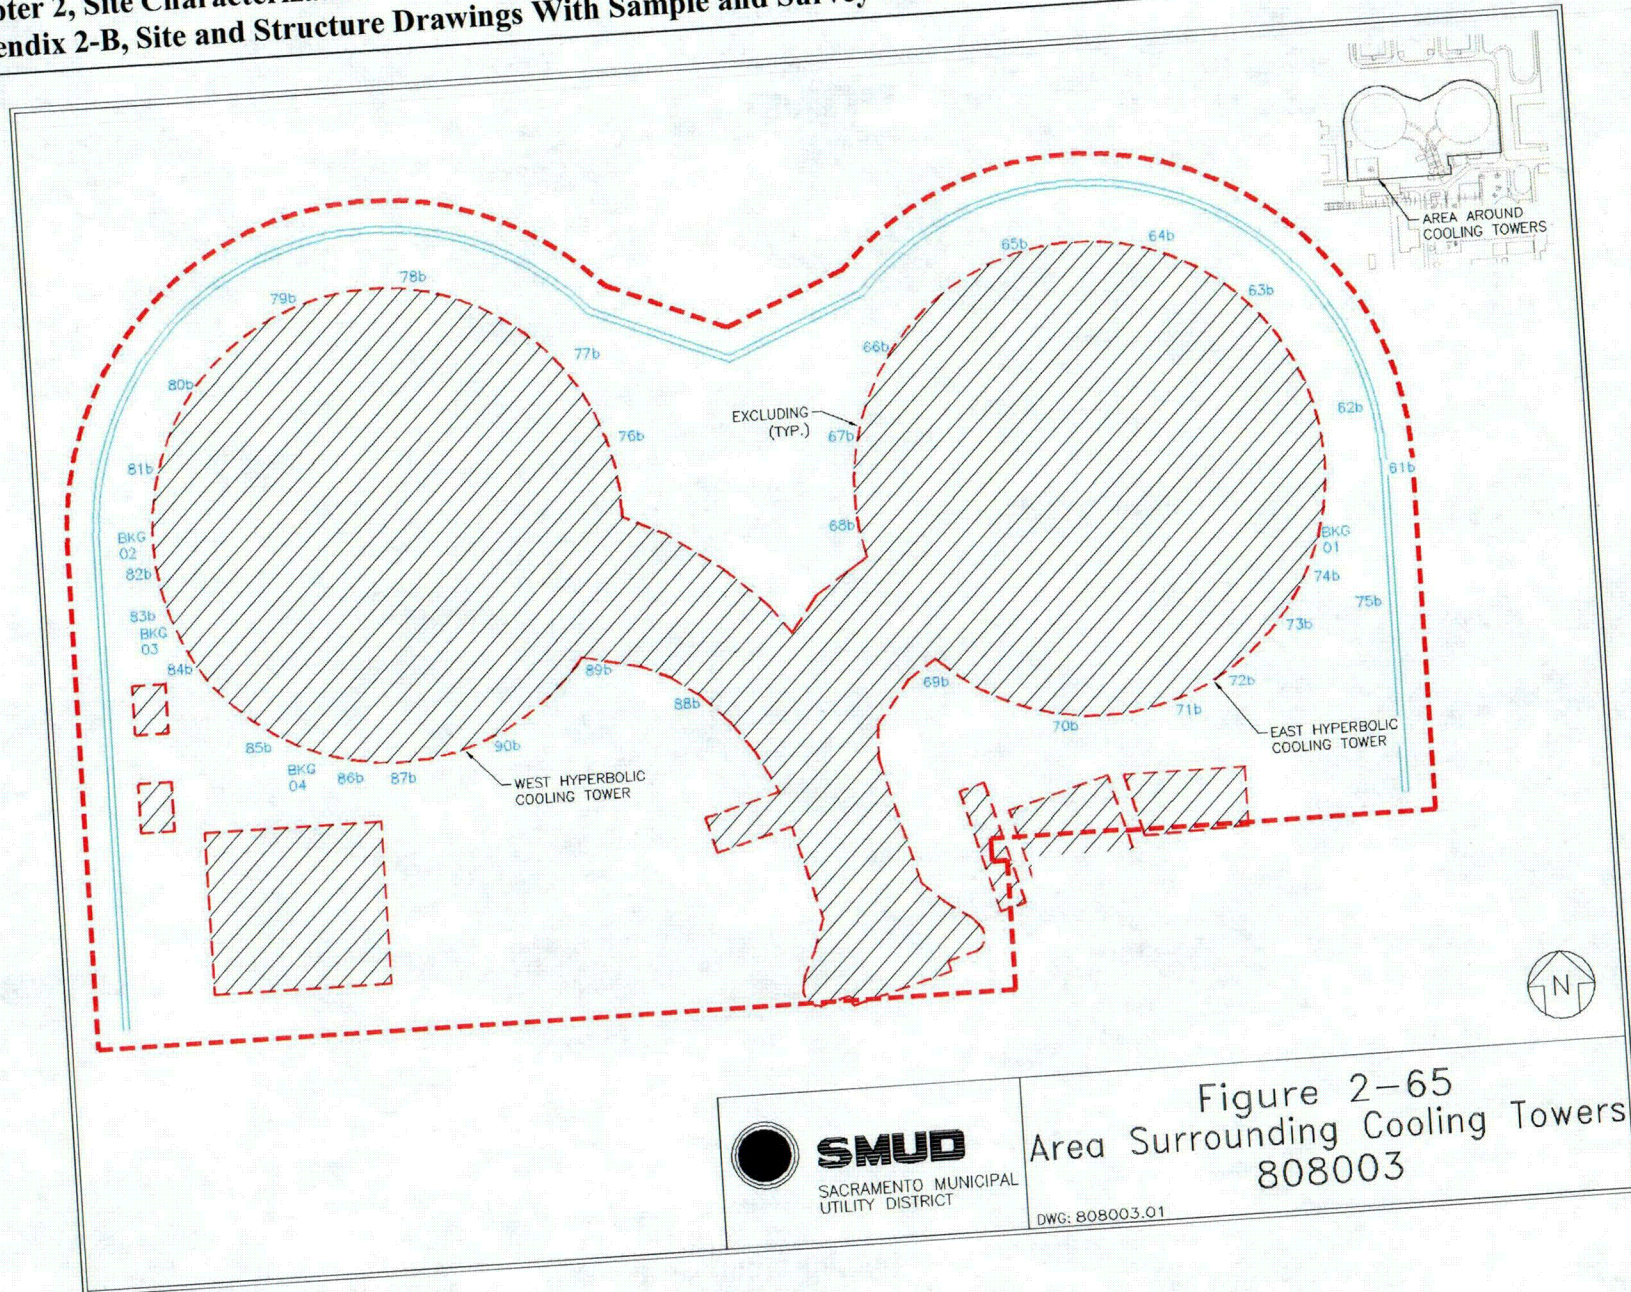 2, Site
2-B, Site and Structure Drawings With Sample and
AREA AROUND
COOLING TOWERS
64b
65b
63b
78b
79b
77b
66b
80b
62b
EXCLUDING
(TYP.)
67b
76b
61b
81b
68b
BKG
01
BKG
02
82b
74b
75b
83b
73b
BKG
03
84b
89b
69b
72b
88b
71b
70b
EAST HYPERBOLIC
COOLING TOWER
85b
90b
BKG
04
86b
87b
WEST HYPERBOLIC
COOLING TOWER
N
Figure 2-65
Area Surrounding Cooling Towers
808003
SMUD
SACRAMENTO MUNICIPAL
UTILITY DISTRICT
DWG: 808003.01